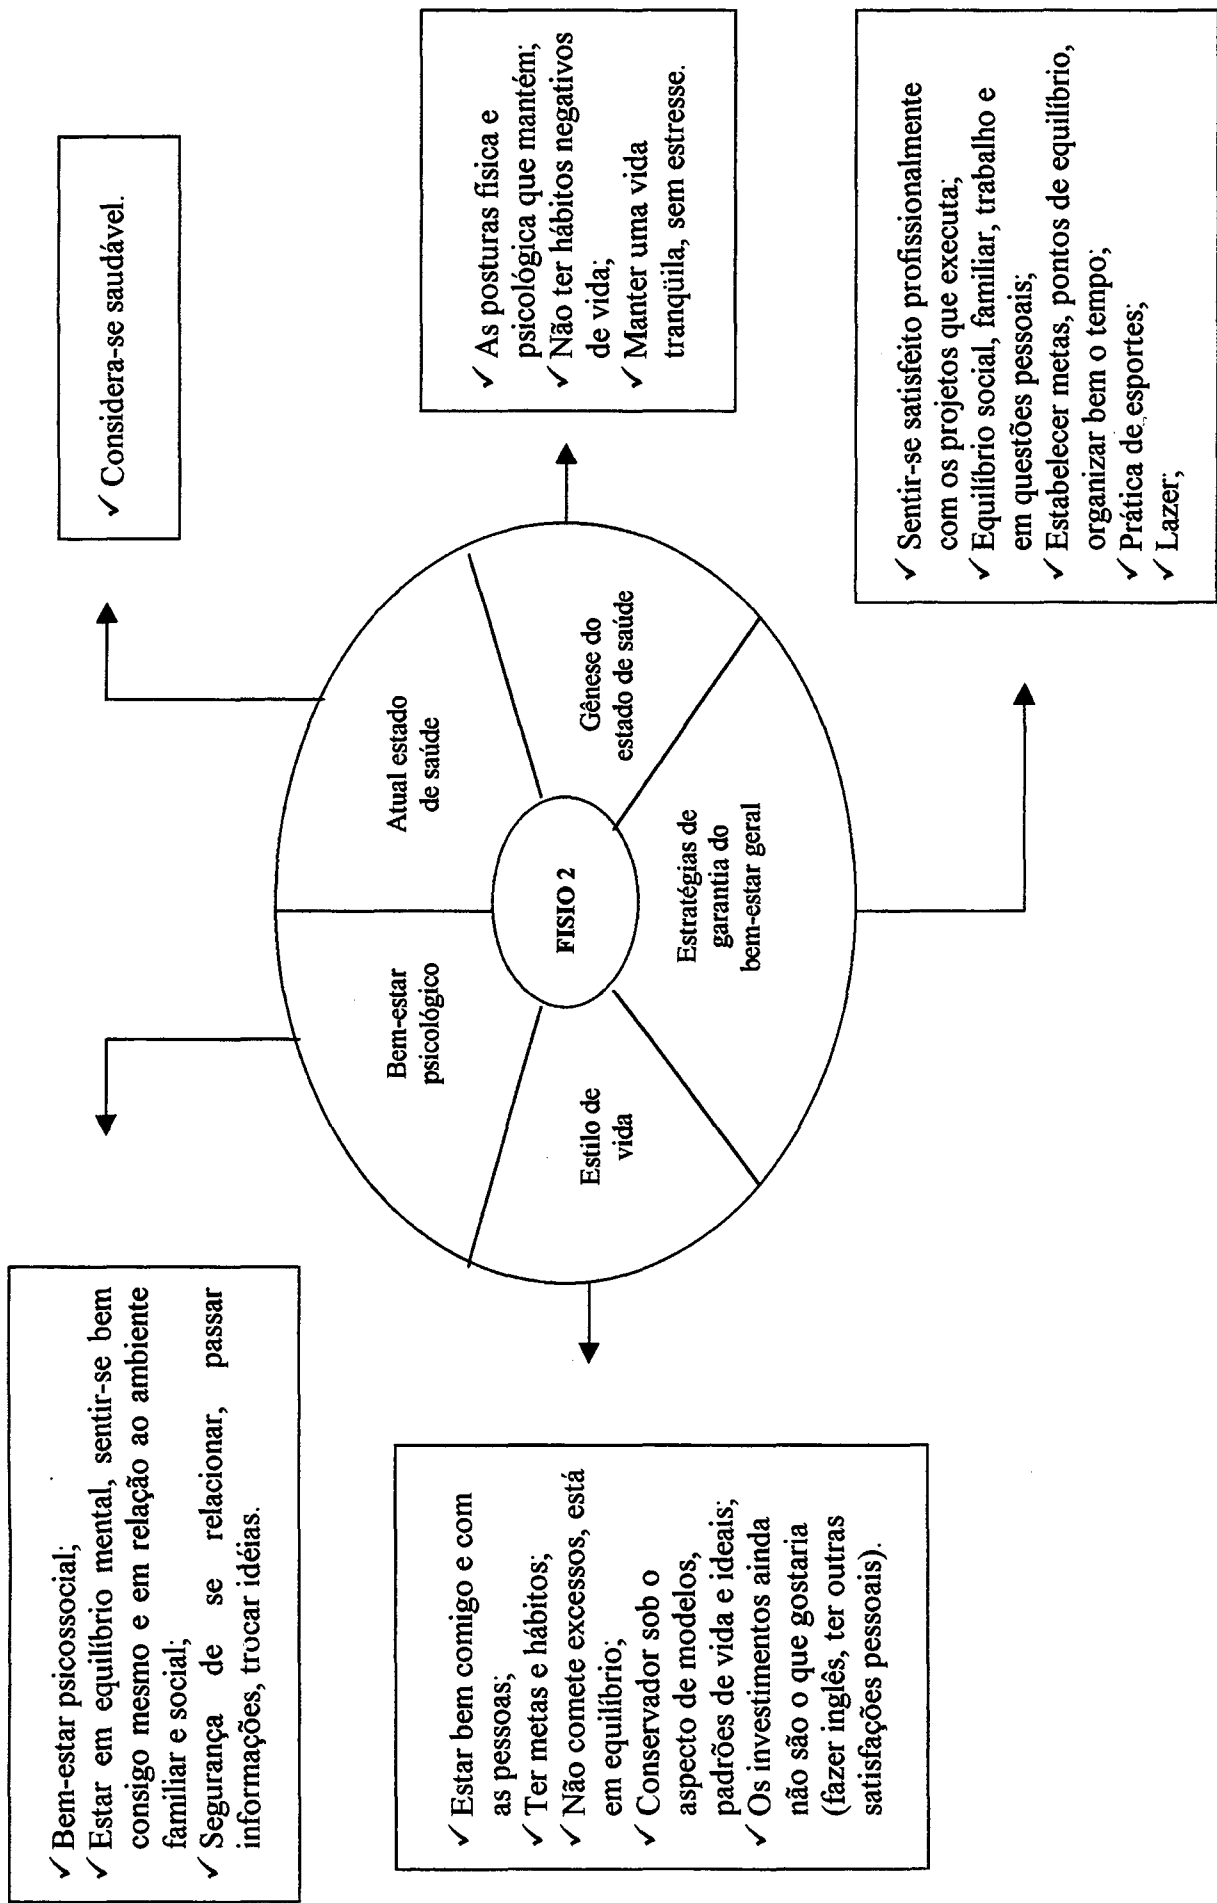 ✓ Bem-estar psicossocial;
✓ Estar em equilíbrio mental, sentir-se bem
consigo mesmo e em relação ao ambiente
familiar e social;
✓ Segurança de se relacionar, passar
informações, trocar idéias.
✓ Considera-se saudável.
Bem-estar
psicológico
Atual estado
de saúde
✓ Estar bem comigo e com
as pessoas;
✓ Ter metas e hábitos;
✓ Não comete excessos, está
em equilíbrio;
✓ Conservador sob o
aspecto de modelos,
padrões de vida e ideais;
✓ Os investimentos ainda
não são o que gostaria
(fazer inglês, ter outras
satisfações pessoais).
Estilo de
vida
FISIO 2
Gênese do
estado de saúde
✓ As posturas física e
psicológica que mantém;
✓ Não ter hábitos negativos
de vida;
✓ Manter uma vida
tranqüila, sem estresse.
Estratégias de
garantia do
bem-estar geral
✓ Sentir-se satisfeito profissionalmente
com os projetos que executa;
✓ Equilíbrio social, familiar, trabalho e
em questões pessoais;
✓ Estabelecer metas, pontos de equilíbrio,
organizar bem o tempo;
✓ Prática de esportes;
✓ Lazer;